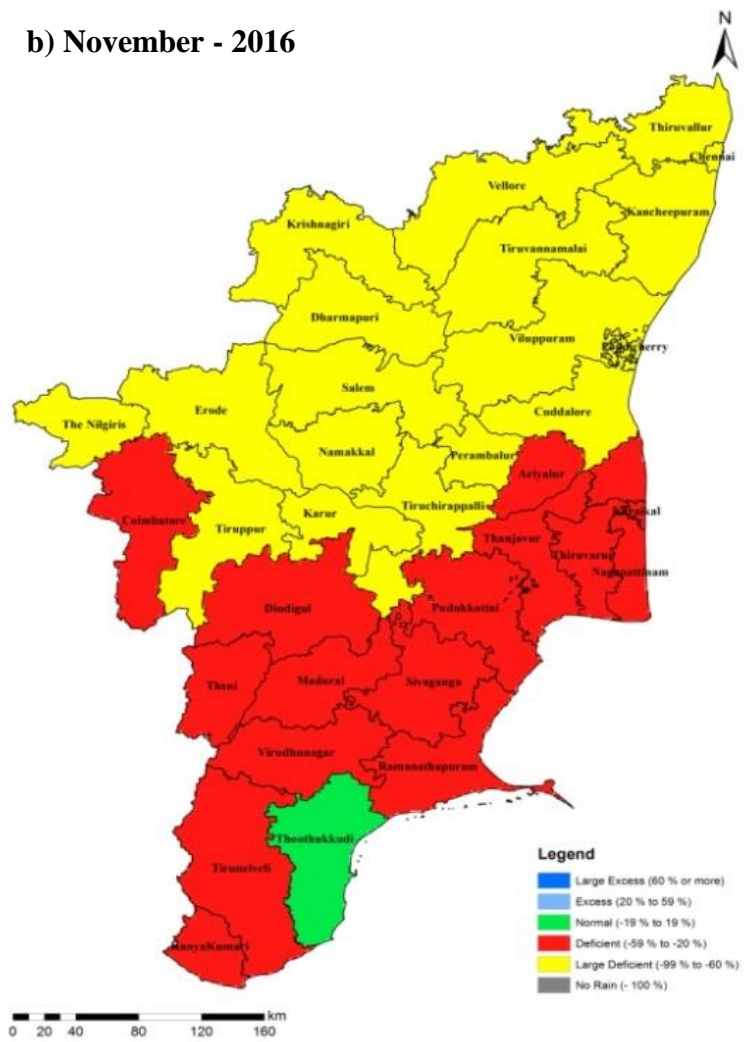 b) November - 2016
N
Thiruvallur
Chennai
Vellore
Kancheepuram
Krishnagiri
Tiruvannamalai
Dharmapuri
Viluppuram
Salem
Cuddalore
Erode
The Nilgiris
Namakkal
Perambalur
Ariyalur
Tiruchirappalli
Karur
Coimbatore
Tiruppur
Thanjavur
Nagapattinam
Dindigul
Pudukkottai
Theni
Madurai
Sivaganga
Virudhunagar
Ramanathapuram
Thoothukkudi
Tirunelveli
KanyaKumari
Legend
Large Excess (60 % or more)
Excess (20 % to 59 %)
Normal (-19 % to 19 %)
Deficient (-59 % to -20 %)
Large Deficient (-99 % to -60 %)
No Rain (- 100 %)
km
0 20 40 80 120 160